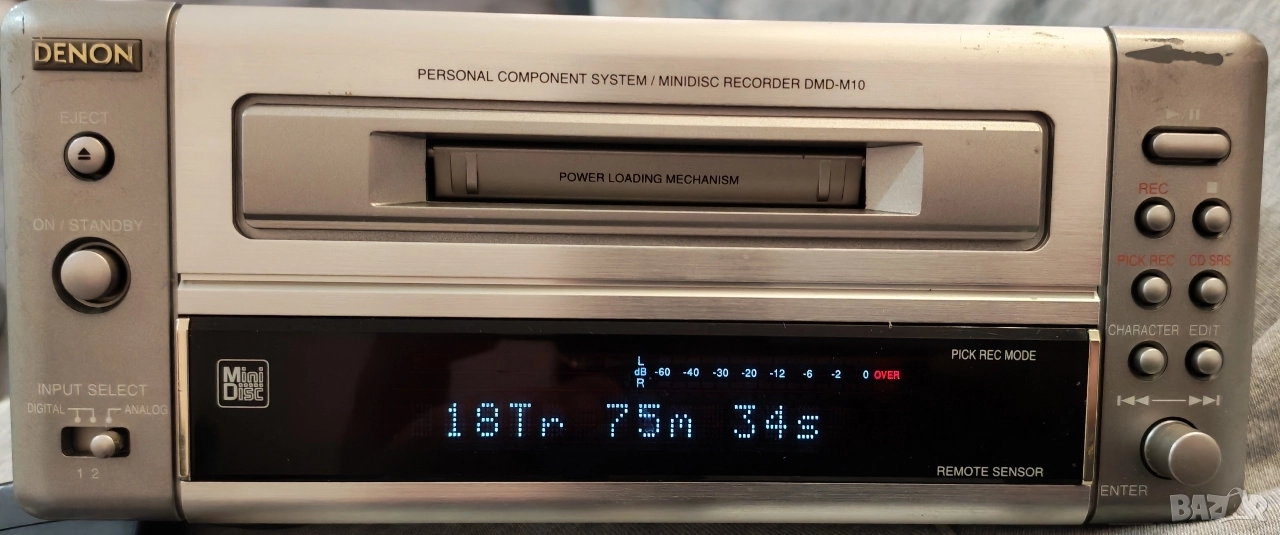 DENON
PERSONAL COMPONENT SYSTEM / MINIDISC RECORDER DMD-M10
EJECT
POWER LOADING MECHANISM
REC
ON / STANDBY
PICK REC
CD SRS
CHARACTER
EDIT
Mini
Disc
L
dB -60 -40 -30 -20 -12 -6 -2 0 OVER
R
PICK REC MODE
18Tr 75m 34s
INPUT SELECT
DIGITAL
ANALOG
1 2
REMOTE SENSOR
ENTER